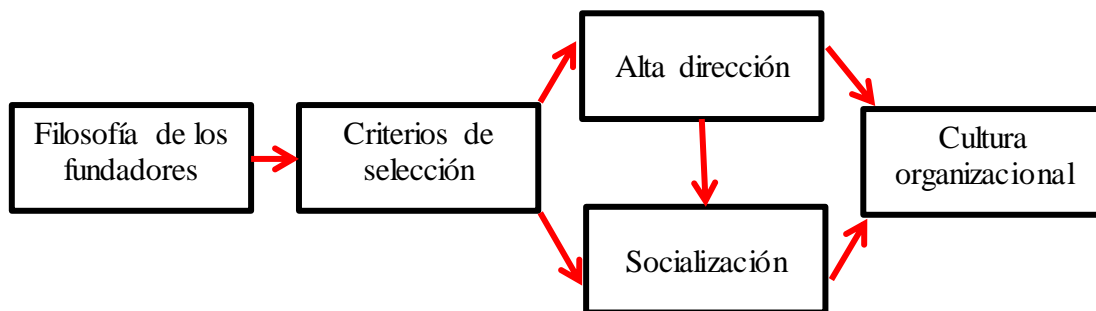 Filosofía de los
fundadores
Criterios de
selección
Alta dirección
Socialización
Cultura
organizacional